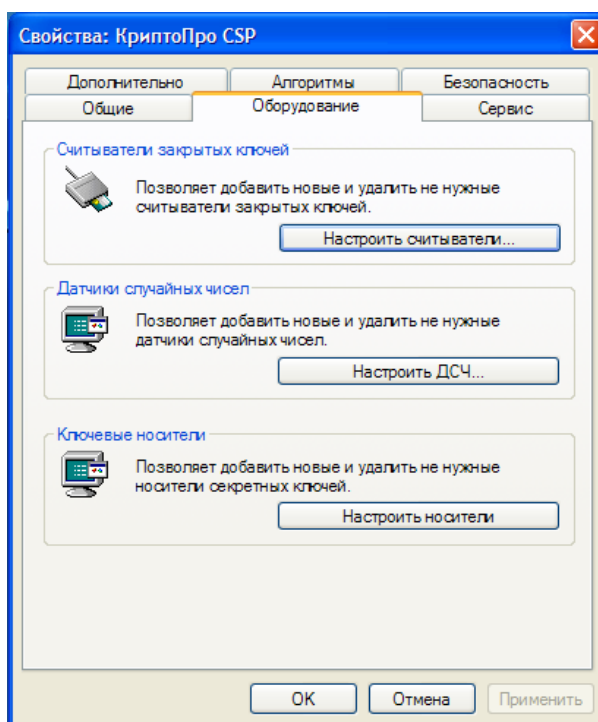 Свойства: КриптоПро CSP
Дополнительно Алгоритмы Безопасность
Общие Оборудование Сервис
Считыватели закрытых ключей
Позволяет добавить новые и удалить не нужные
считыватели закрытых ключей.
Настроить считыватели...
Датчики случайных чисел
Позволяет добавить новые и удалить не нужные
датчики случайных чисел.
Настроить ДСЧ...
Ключевые носители
Позволяет добавить новые и удалить не нужные
носители секретных ключей.
Настроить носители
OK Отмена Применить